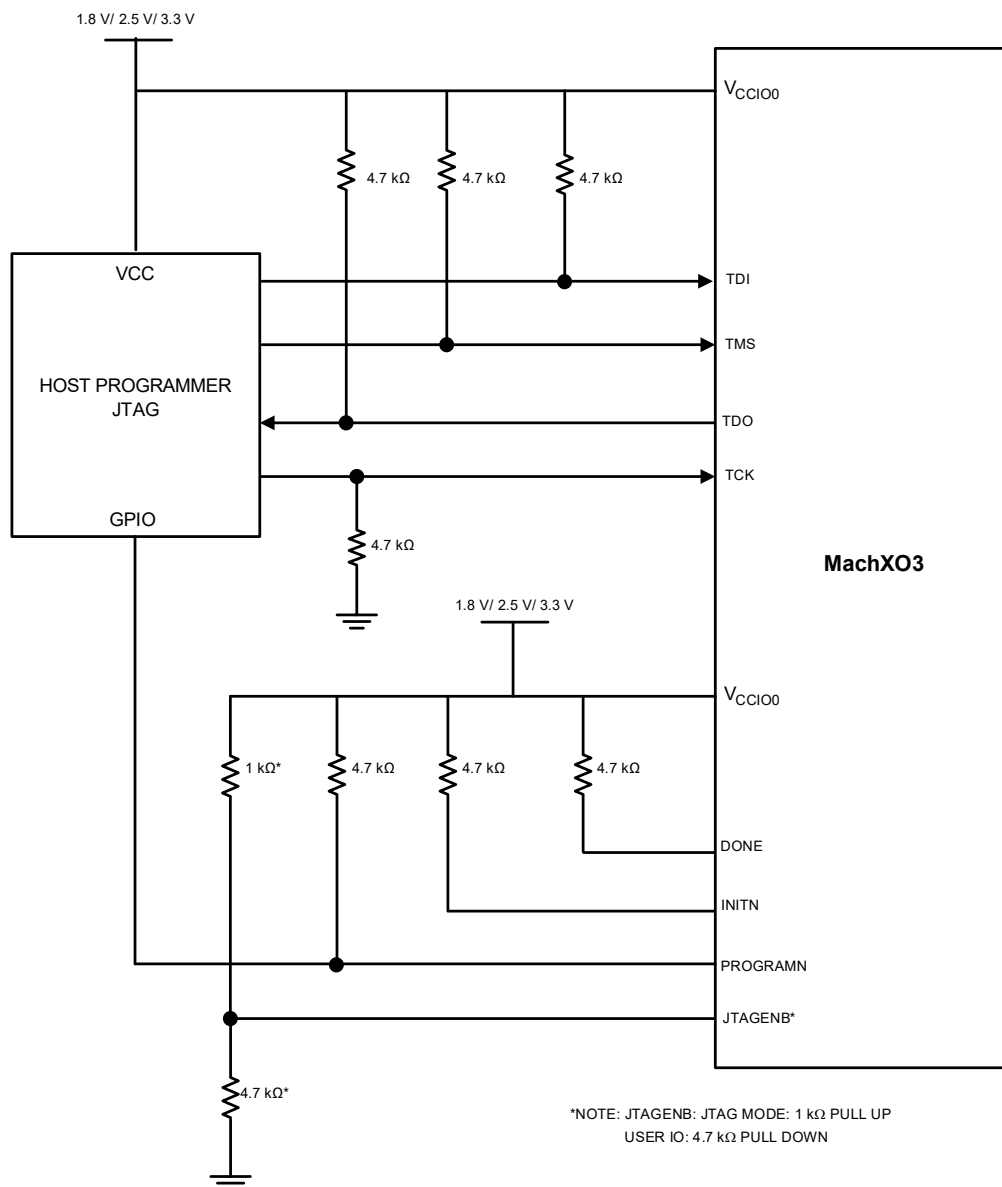 1.8 V/ 2.5 V/ 3.3 V
V_CCIO0
4.7 kΩ
4.7 kΩ
4.7 kΩ
VCC
TDI
TMS
HOST PROGRAMMER
JTAG
TDO
TCK
GPIO
4.7 kΩ
MachXO3
1.8 V/ 2.5 V/ 3.3 V
V_CCIO0
1 kΩ*
4.7 kΩ
4.7 kΩ
4.7 kΩ
DONE
INITN
PROGRAMN
JTAGENB*
4.7 kΩ*
*NOTE: JTAGENB: JTAG MODE: 1 kΩ PULL UP
USER IO: 4.7 kΩ PULL DOWN